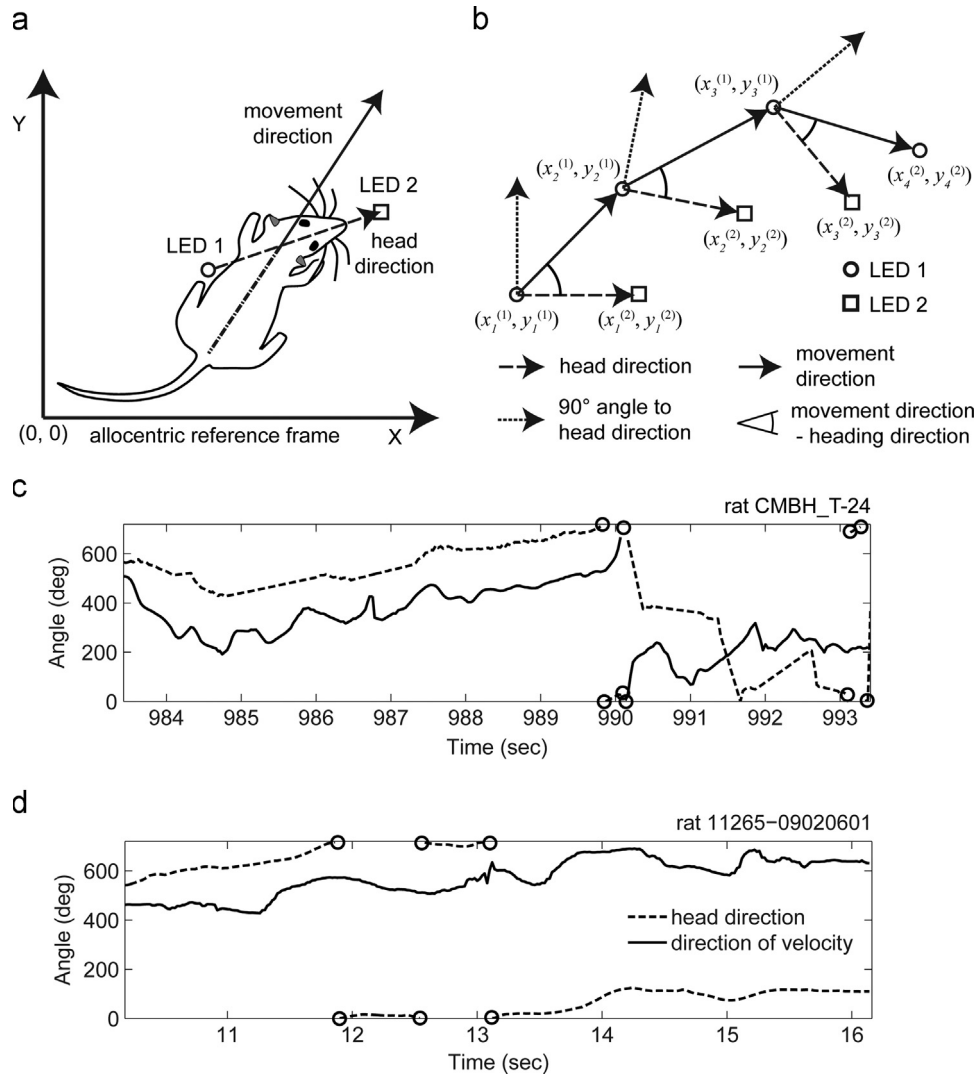 a
Y
movement
direction
LED 2
LED 1
head
direction
(0, 0)
allocentric reference frame
X
b
(x₃⁽¹⁾, y₃⁽¹⁾)
(x₂⁽¹⁾, y₂⁽¹⁾)
(x₄⁽²⁾, y₄⁽²⁾)
(x₃⁽²⁾, y₃⁽²⁾)
(x₂⁽²⁾, y₂⁽²⁾)
(x₁⁽¹⁾, y₁⁽¹⁾)
(x₁⁽²⁾, y₁⁽²⁾)
LED 1
LED 2
head direction
movement
direction
90° angle to
head direction
movement direction
- heading direction
c
rat CMBH_T-24
Angle (deg)
600
400
200
0
984 985 986 987 988 989 990 991 992 993
Time (sec)
d
rat 11265−09020601
Angle (deg)
600
400
200
0
head direction
direction of velocity
11 12 13 14 15 16
Time (sec)